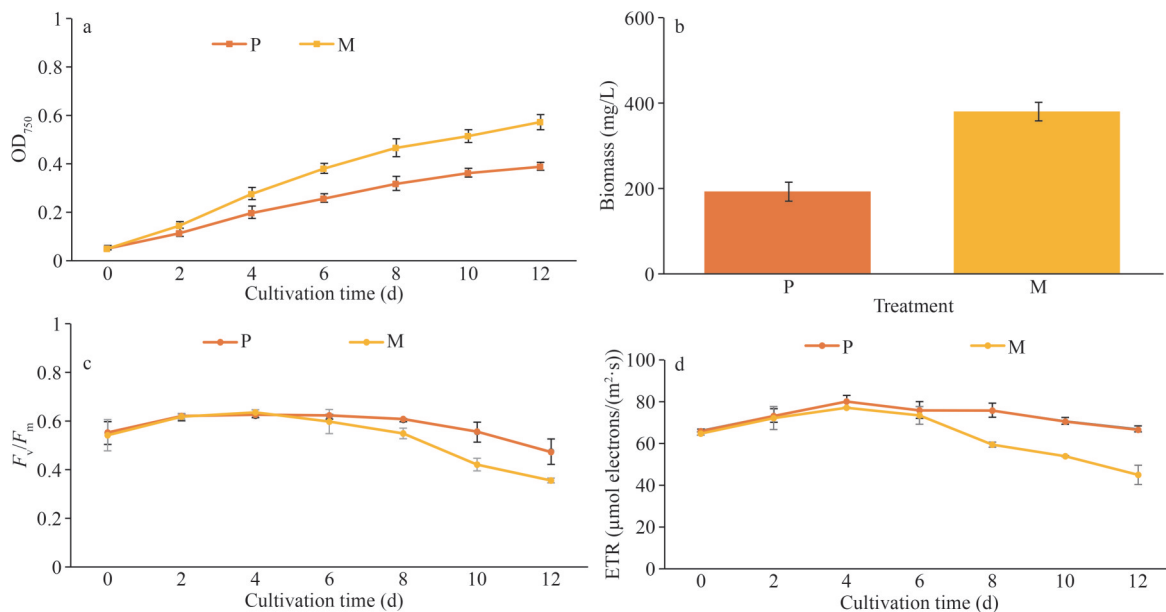 a
P
M
1
0.8
0.6
0.4
0.2
0
OD750
0 2 4 6 8 10 12
Cultivation time (d)
b
600
400
200
0
Biomass (mg/L)
P M
Treatment
c
P
M
1
0.8
0.6
0.4
0.2
0
Fv/Fm
0 2 4 6 8 10 12
Cultivation time (d)
d
P
M
100
80
60
40
20
0
ETR (μmol electrons/(m²·s))
0 2 4 6 8 10 12
Cultivation time (d)